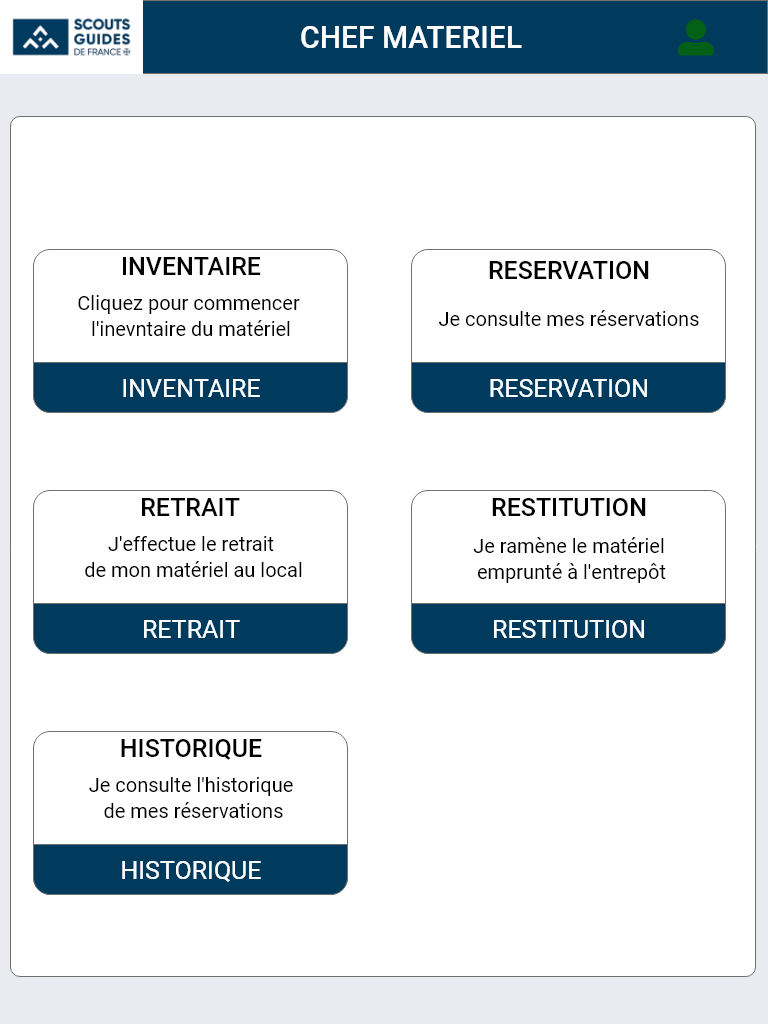 SCOUTS
GUIDES
DE FRANCE
CHEF MATERIEL
INVENTAIRE
Cliquez pour commencer
l'inevntaire du matériel
INVENTAIRE
RESERVATION
Je consulte mes réservations
RESERVATION
RETRAIT
J'effectue le retrait
de mon matériel au local
RETRAIT
RESTITUTION
Je ramène le matériel
emprunté à l'entrepôt
RESTITUTION
HISTORIQUE
Je consulte l'historique
de mes réservations
HISTORIQUE